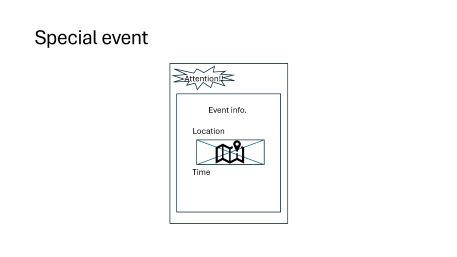 Special event
Attention!!
Event info.
Location
Time